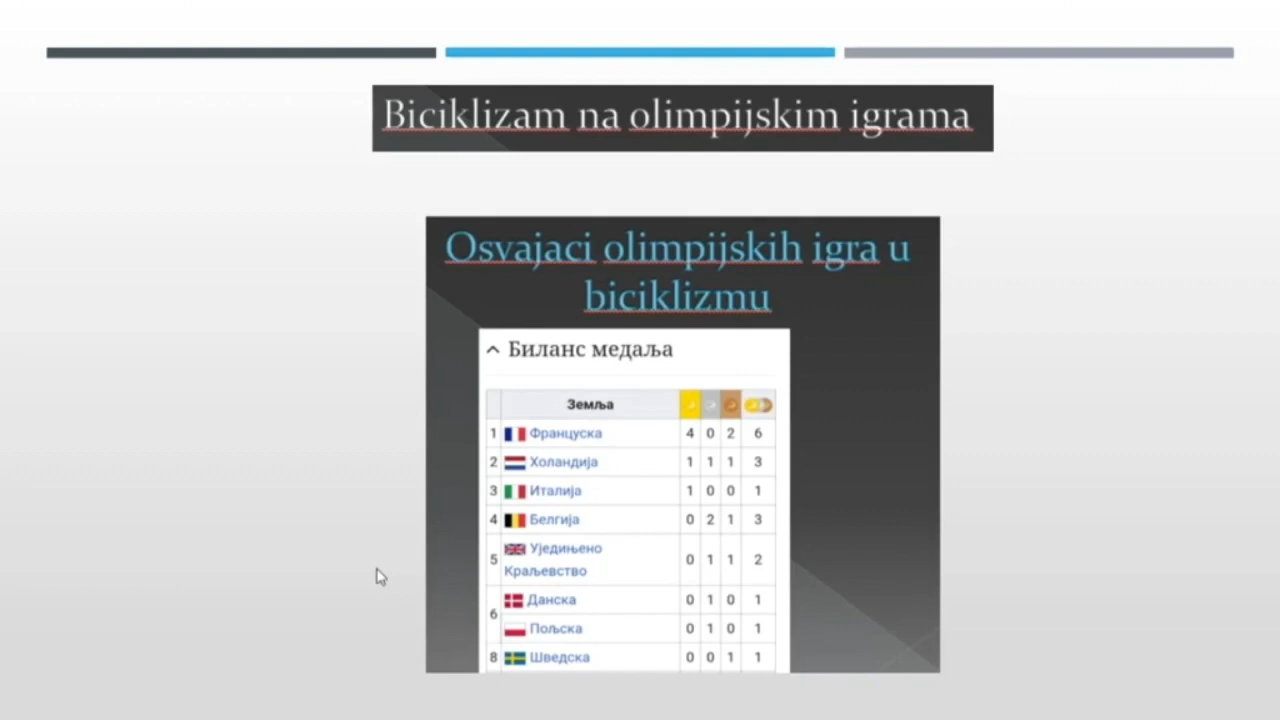 Biciklizam na olimpijskim igrama
Osvajaci olimpijskih igra u
biciklizmu
Биланс медаља
Земља
1 Француска 4 0 2 6
2 Холандија 1 1 1 3
3 Италија 1 0 0 1
4 Белгија 0 2 1 3
5 Уједињено
Краљевство 0 1 1 2
6 Данска 0 1 0 1
Пољска 0 1 0 1
8 Шведска 0 0 1 1